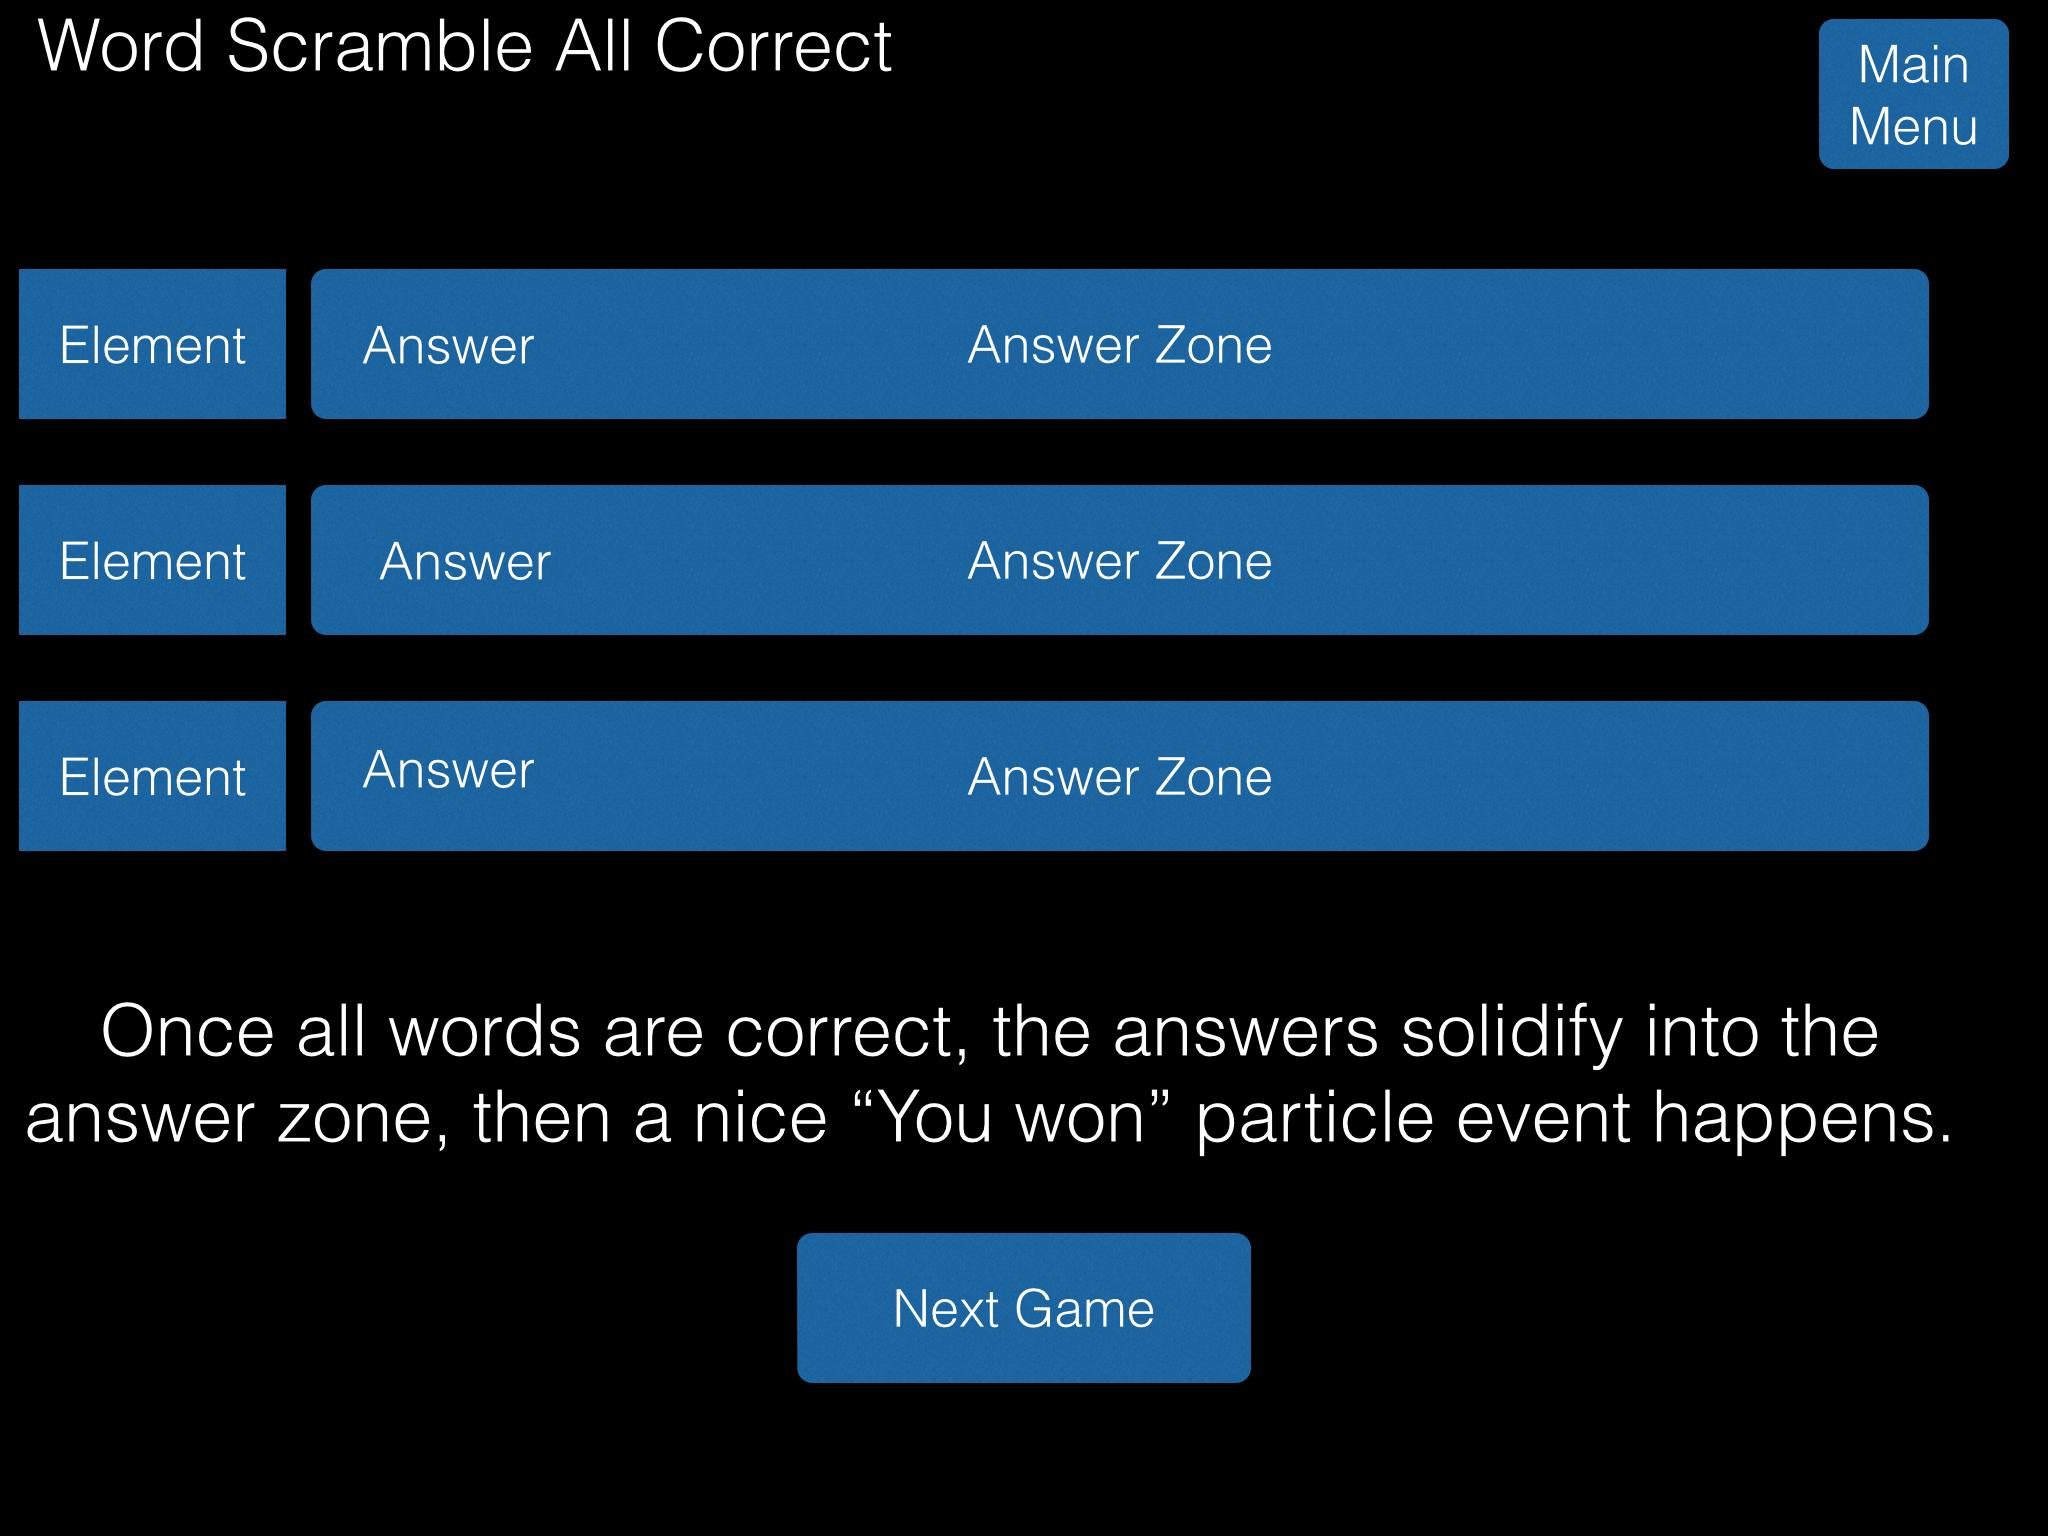 Word Scramble All Correct
Main
Menu
Element
Answer
Answer Zone
Element
Answer
Answer Zone
Element
Answer
Answer Zone
Once all words are correct, the answers solidify into the
answer zone, then a nice “You won” particle event happens.
Next Game